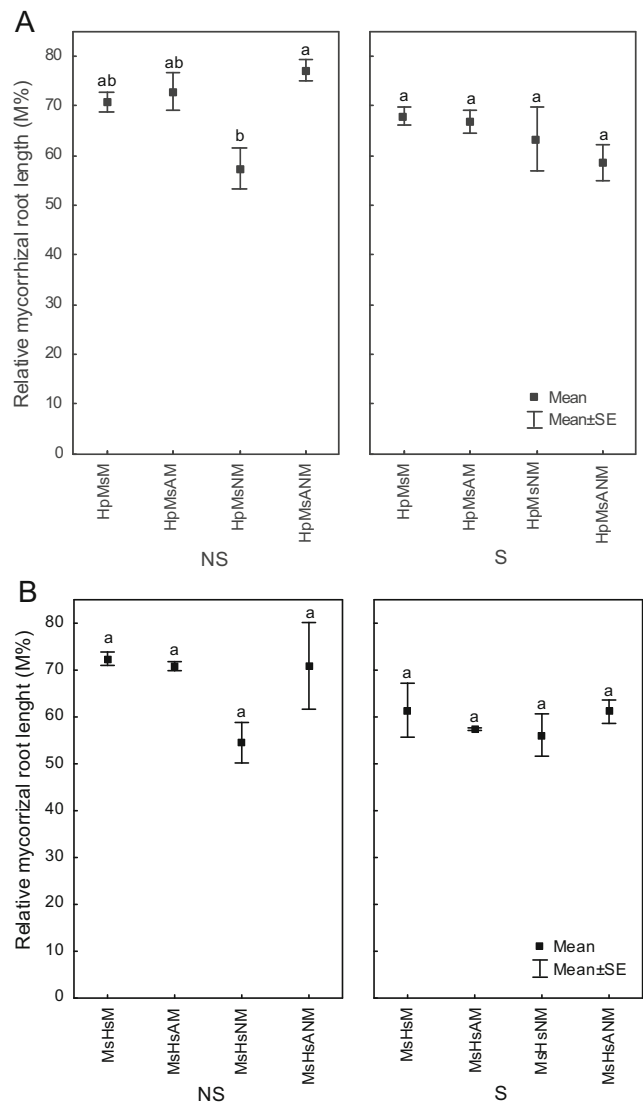 A
Relative mycorrhizal root length (M%)
80
70
60
50
40
30
20
10
0
ab
ab
b
a
a
a
a
a
Mean
Mean±SE
HpMsM
HpMsAM
HpMsNM
HpMsANM
HpMsM
HpMsAM
HpMsNM
HpMsANM
NS
S
B
Relative mycorrizal root lenght (M%)
80
70
60
50
40
30
20
10
0
a
a
a
a
a
a
a
a
Mean
Mean±SE
MsHsM
MsHsAM
MsHsNM
MsHsANM
MsHsM
MsHsAM
MsHsNM
MsHsANM
NS
S